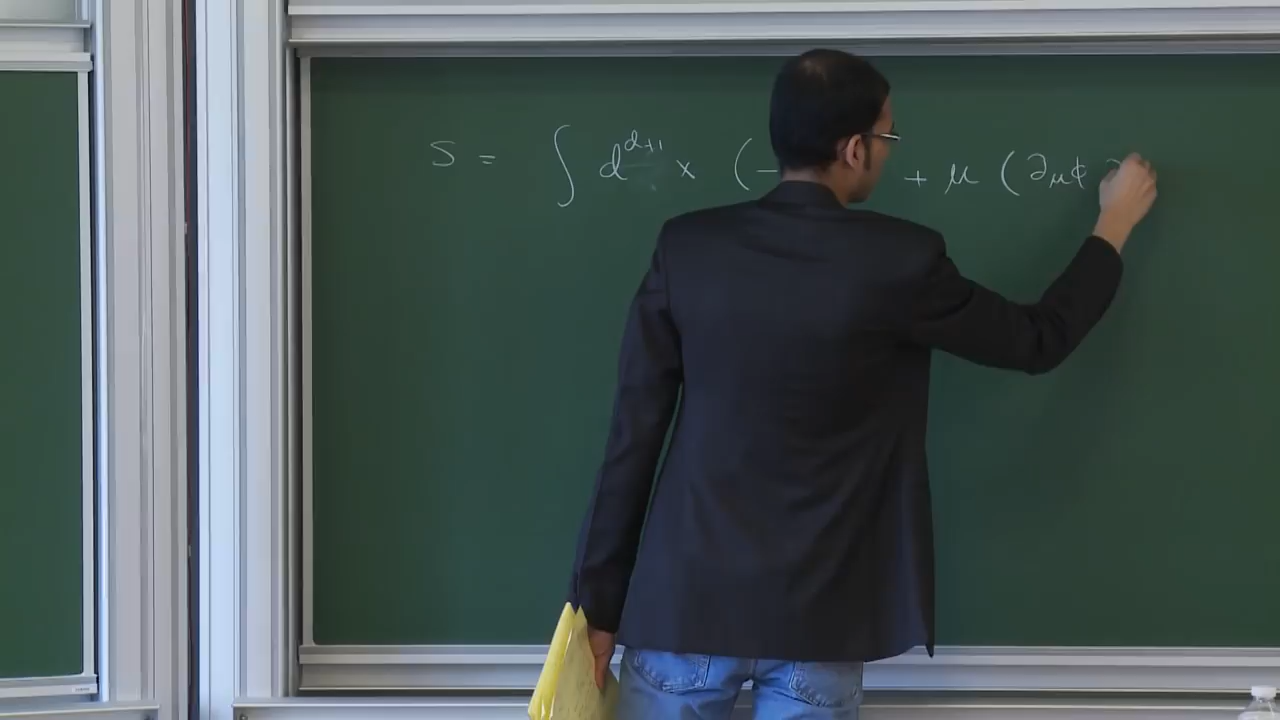 S = ∫ d^{d+1} x (− + μ (∂_μ ϕ ∂